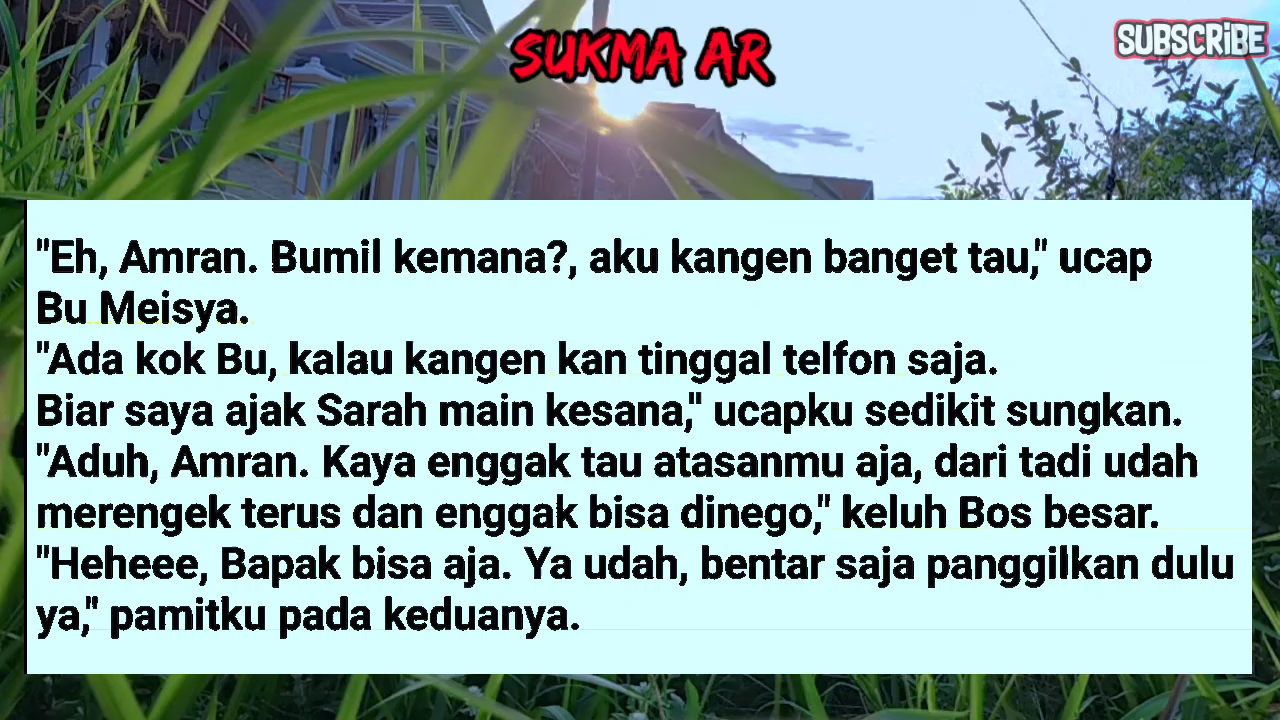 SUKMA AR
SUBSCRiBE
"Eh, Amran. Bumil kemana?, aku kangen banget tau," ucap
Bu Meisya.
"Ada kok Bu, kalau kangen kan tinggal telfon saja.
Biar saya ajak Sarah main kesana," ucapku sedikit sungkan.
"Aduh, Amran. Kaya enggak tau atasanmu aja, dari tadi udah
merengek terus dan enggak bisa dinego," keluh Bos besar.
"Heheee, Bapak bisa aja. Ya udah, bentar saja panggilkan dulu
ya," pamitku pada keduanya.